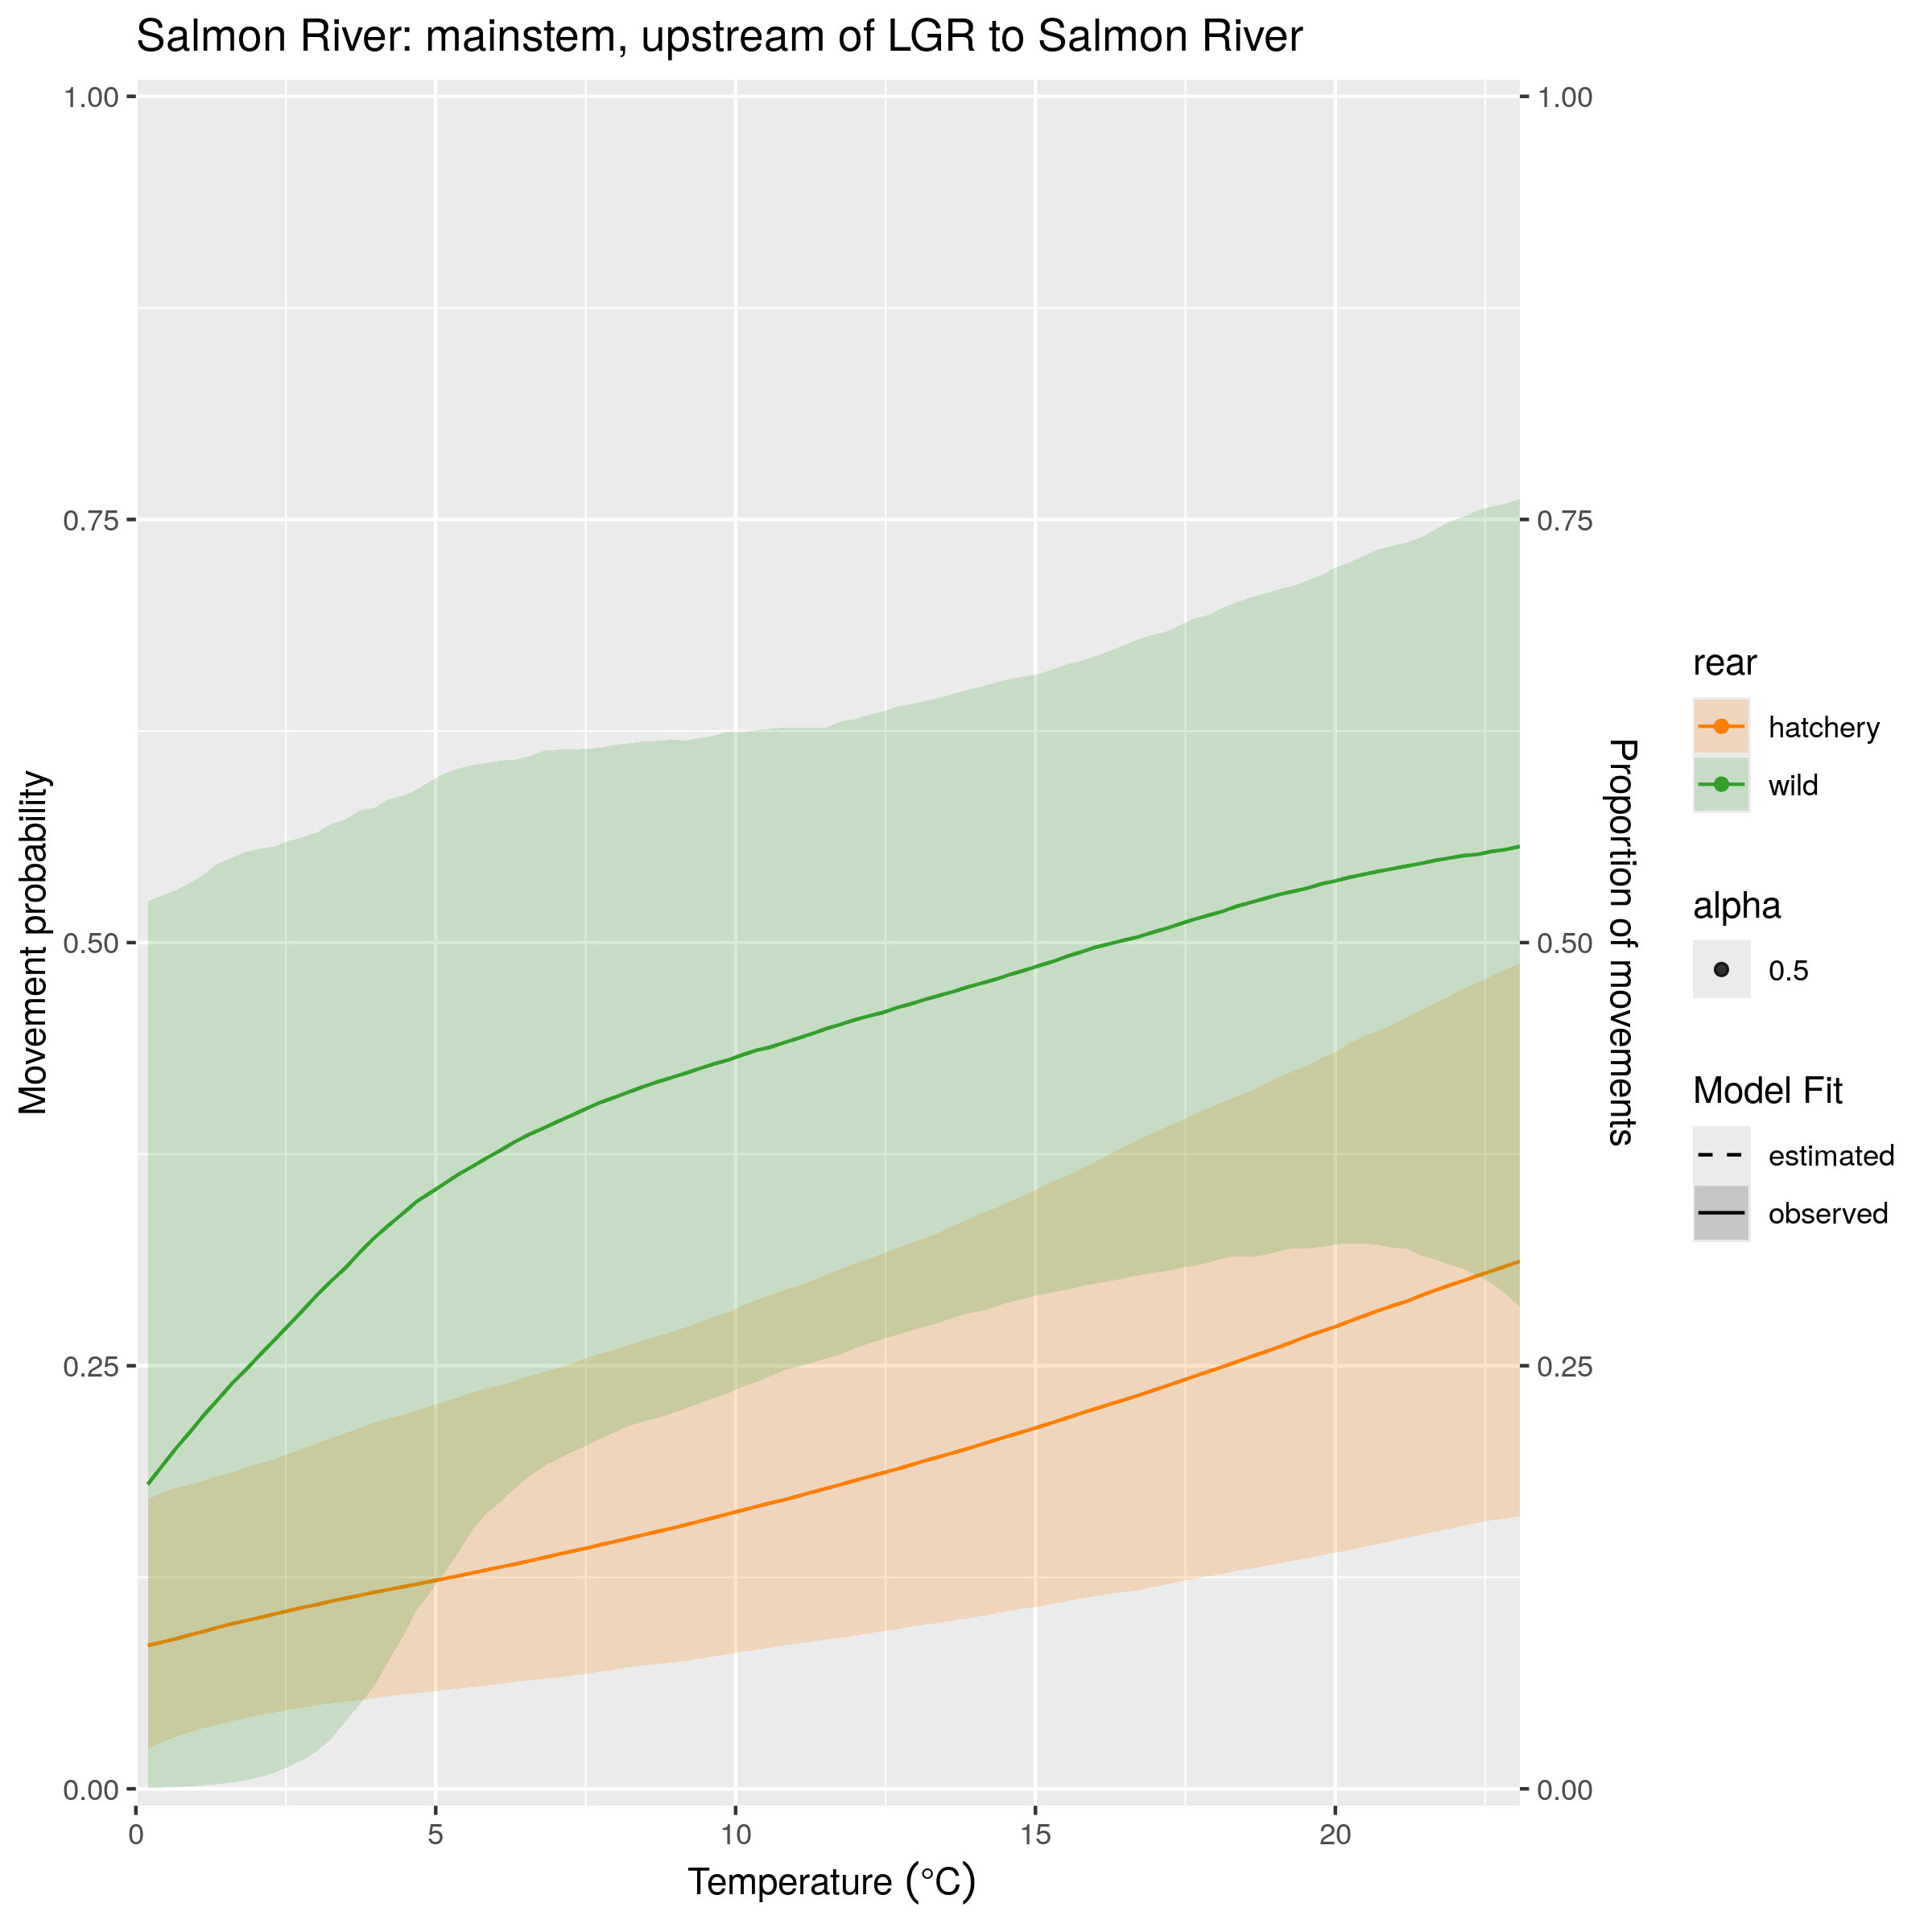 Salmon River: mainstem, upstream of LGR to Salmon River
Movement probability
1.00
0.75
0.50
0.25
0.00
0
5
10
15
20
Temperature (°C)
1.00
0.75
0.50
0.25
0.00
Proportion of movements
rear
hatchery
wild
alpha
0.5
Model Fit
estimated
observed